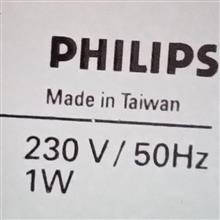 PHILIPS
Made in Taiwan
230 V / 50Hz
1W